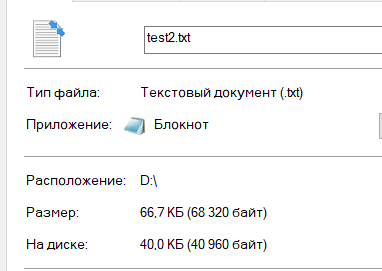 test2.txt
Тип файла: Текстовый документ (.txt)
Приложение: Блокнот
Расположение: D:\
Размер: 66,7 КБ (68 320 байт)
На диске: 40,0 КБ (40 960 байт)